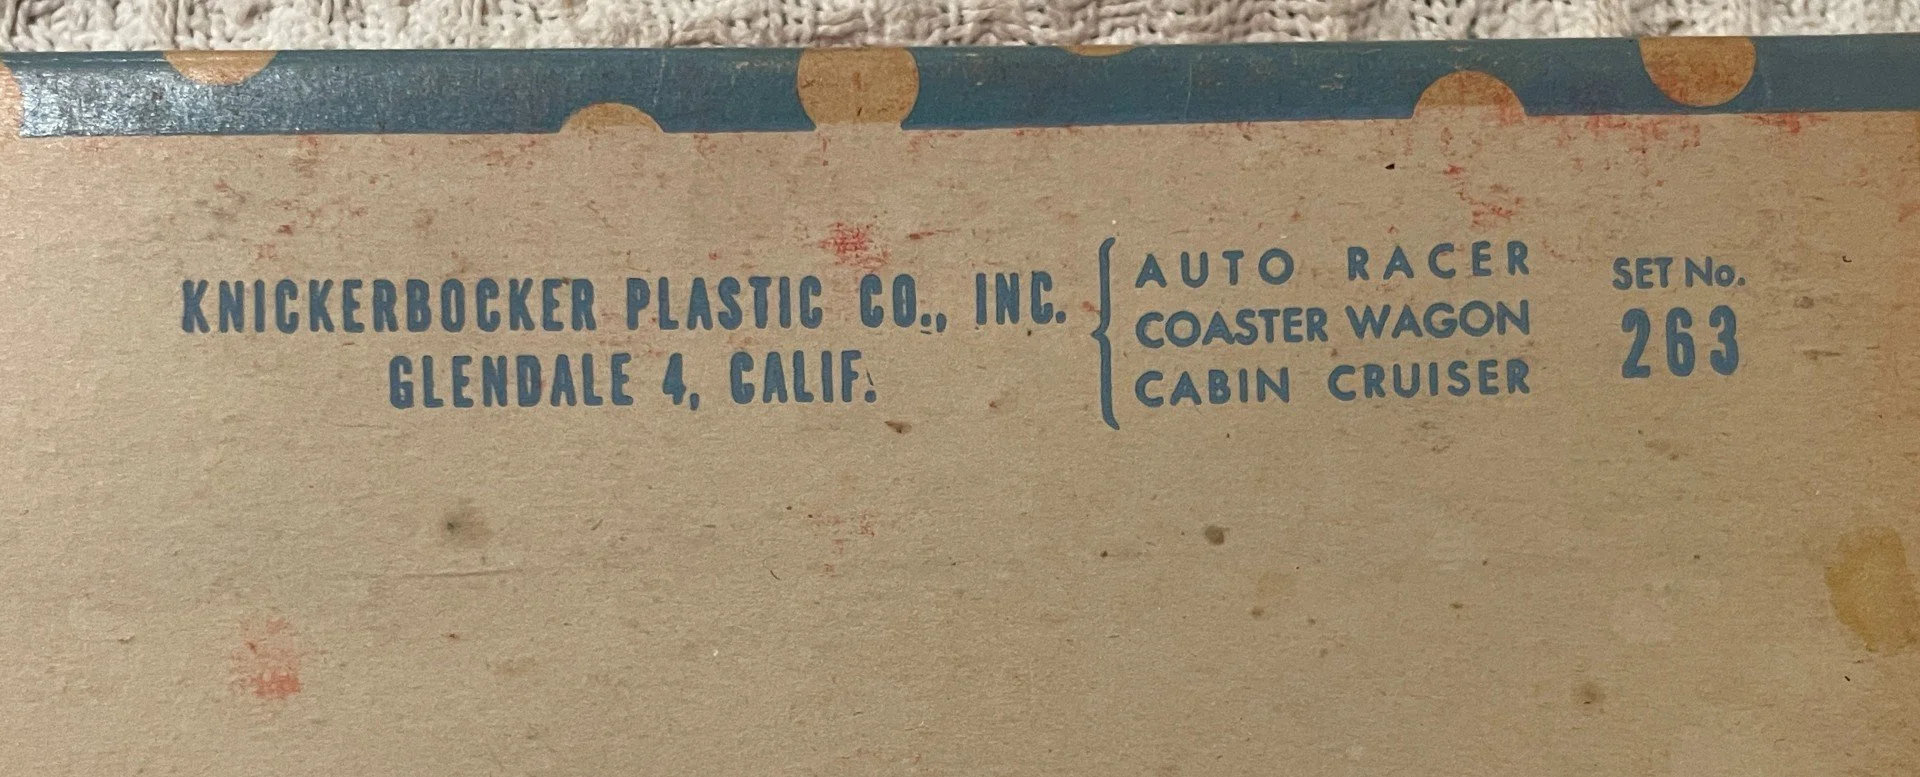 KNICKERBOCKER PLASTIC CO., INC.
GLENDALE 4, CALIF.
AUTO RACER
COASTER WAGON
CABIN CRUISER
SET No.
263